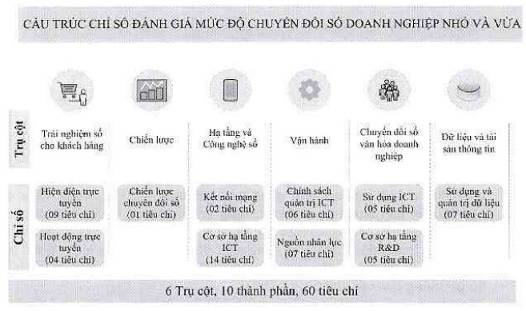 CẤU TRÚC CHỈ SỐ ĐÁNH GIÁ MỨC ĐỘ CHUYỂN ĐỔI SỐ DOANH NGHIỆP NHỎ VÀ VỪA
Trụ cột
Trải nghiệm số
cho khách hàng
Chiến lược
Hạ tầng và
Công nghệ số
Vận hành
Chuyển đổi số
văn hóa doanh
nghiệp
Dữ liệu và tài
sản thông tin
Chỉ số
Hiện diện trực
tuyến
(09 tiêu chí)
Chiến lược
chuyển đổi số
(01 tiêu chí)
Kết nối mạng
(02 tiêu chí)
Chính sách
quản trị ICT
(06 tiêu chí)
Sử dụng ICT
(05 tiêu chí)
Sử dụng và
quản trị dữ liệu
(07 tiêu chí)
Hoạt động trực
tuyến
(04 tiêu chí)
Cơ sở hạ tầng
ICT
(14 tiêu chí)
Nguồn nhân lực
(07 tiêu chí)
Cơ sở hạ tầng
R&D
(05 tiêu chí)
6 Trụ cột, 10 thành phần, 60 tiêu chí